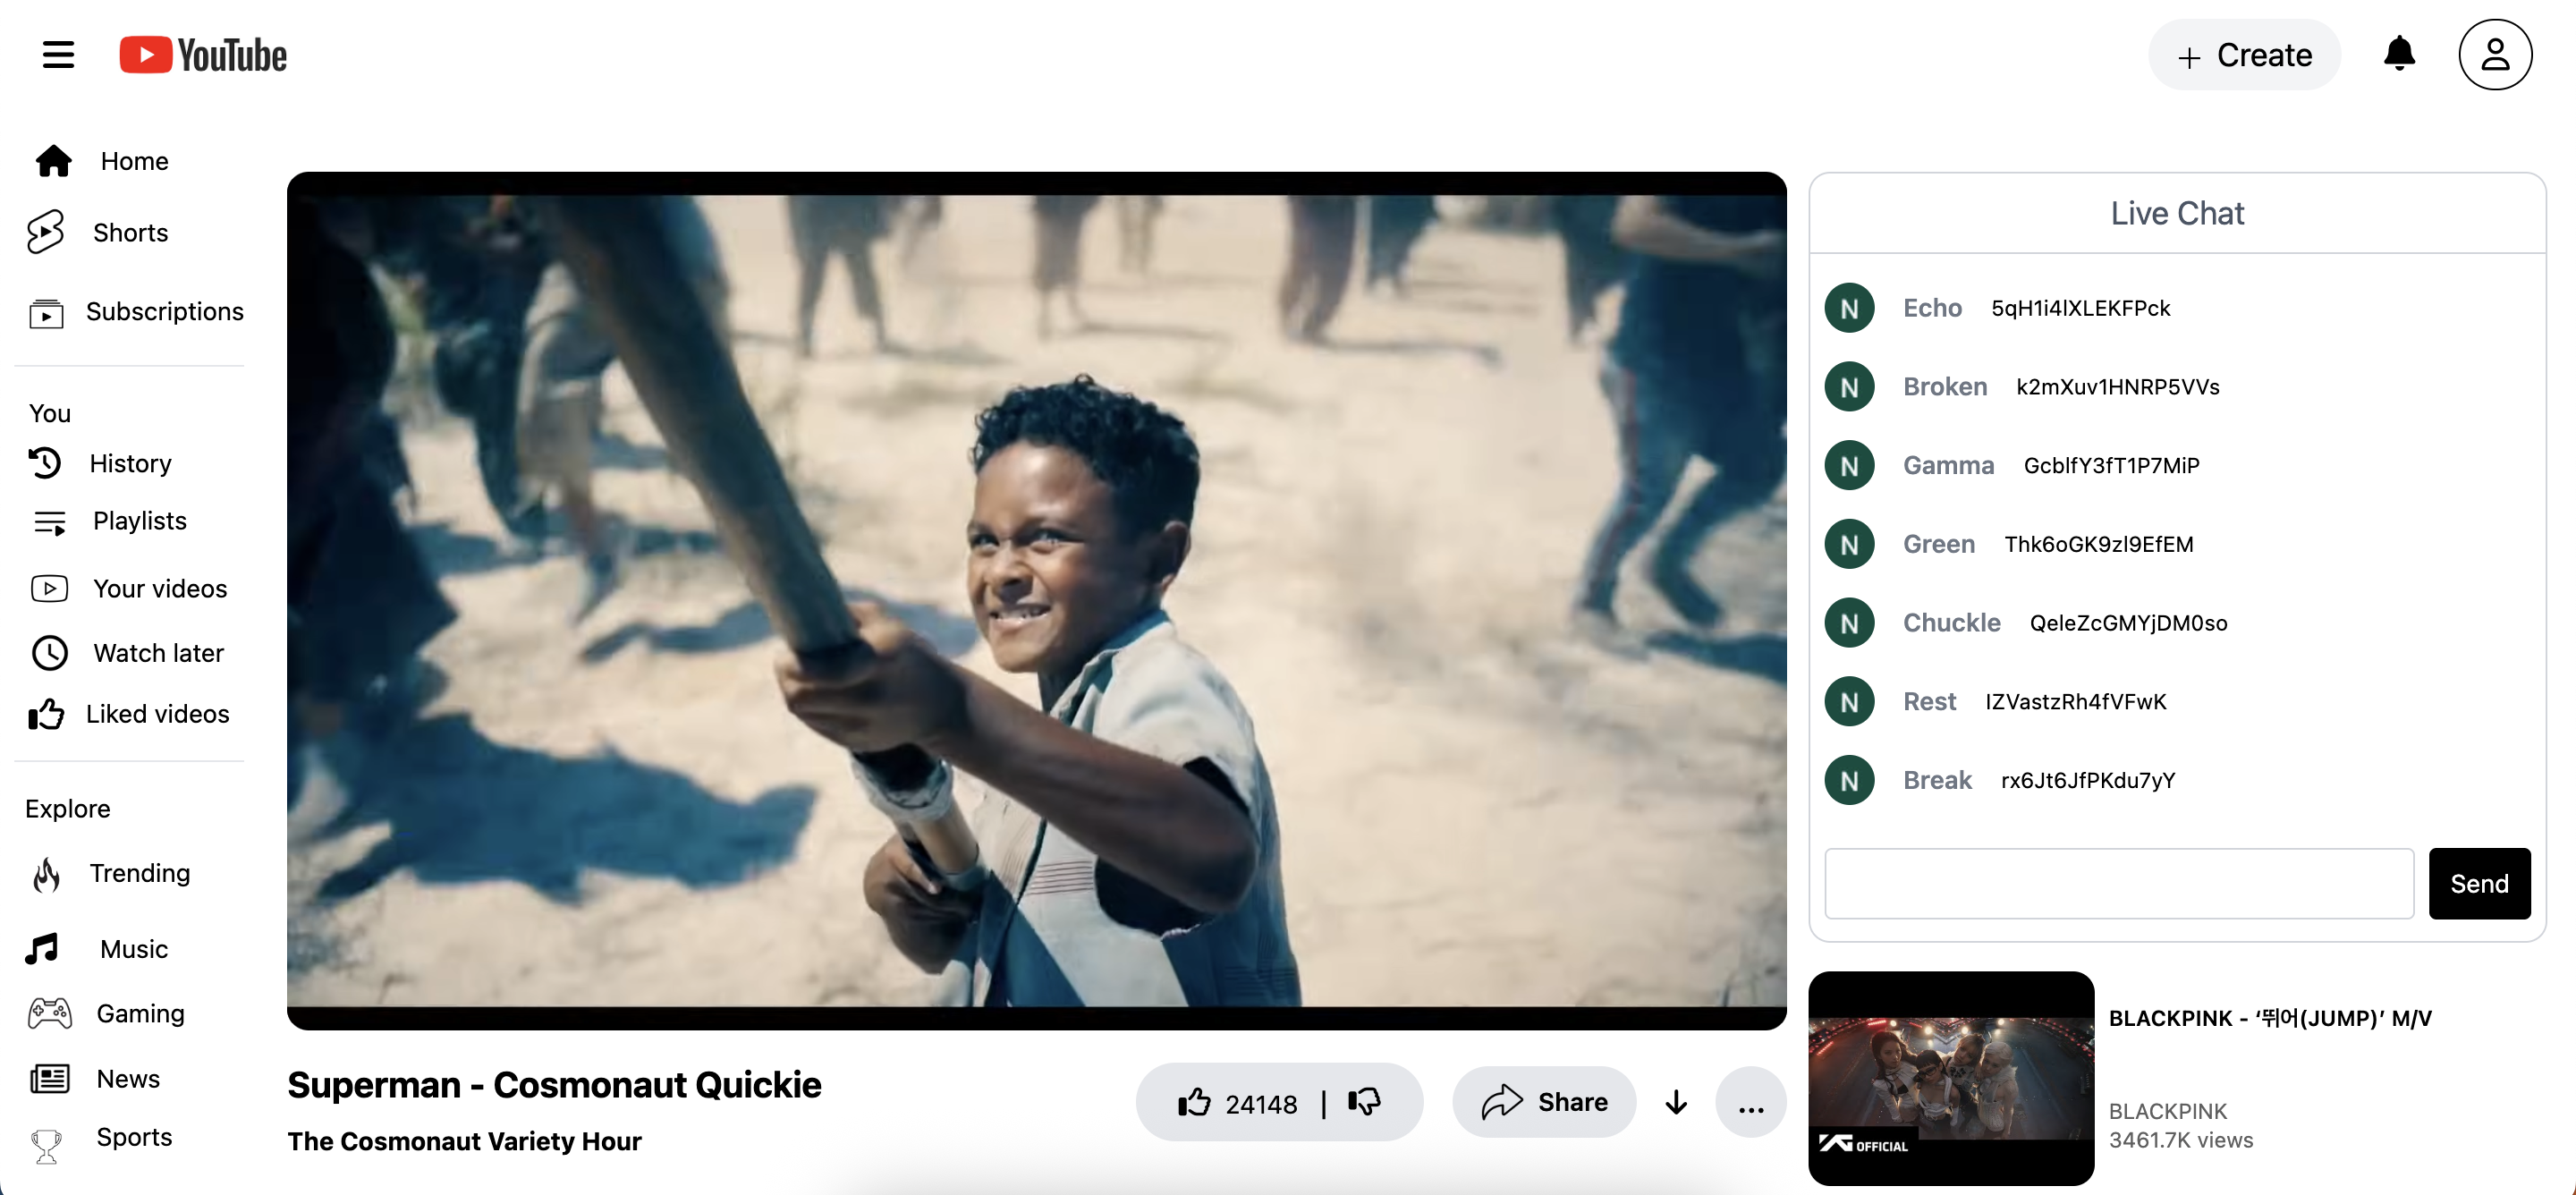 YouTube
+ Create
Home
Shorts
Subscriptions
You
History
Playlists
Your videos
Watch later
Liked videos
Explore
Trending
Music
Gaming
News
Sports
Superman - Cosmonaut Quickie
The Cosmonaut Variety Hour
24148 |
Share
...
Live Chat
N Echo 5qH1i4lXLEKFPck
N Broken k2mXuv1HNRP5VVs
N Gamma GcblfY3fT1P7MiP
N Green Thk6oGK9zI9EfEM
N Chuckle QeleZcGMYjDM0so
N Rest IZVastzRh4fVFwK
N Break rx6Jt6JfPKdu7yY
Send
YG OFFICIAL
BLACKPINK - ‘뛰어(JUMP)’ M/V
BLACKPINK
3461.7K views